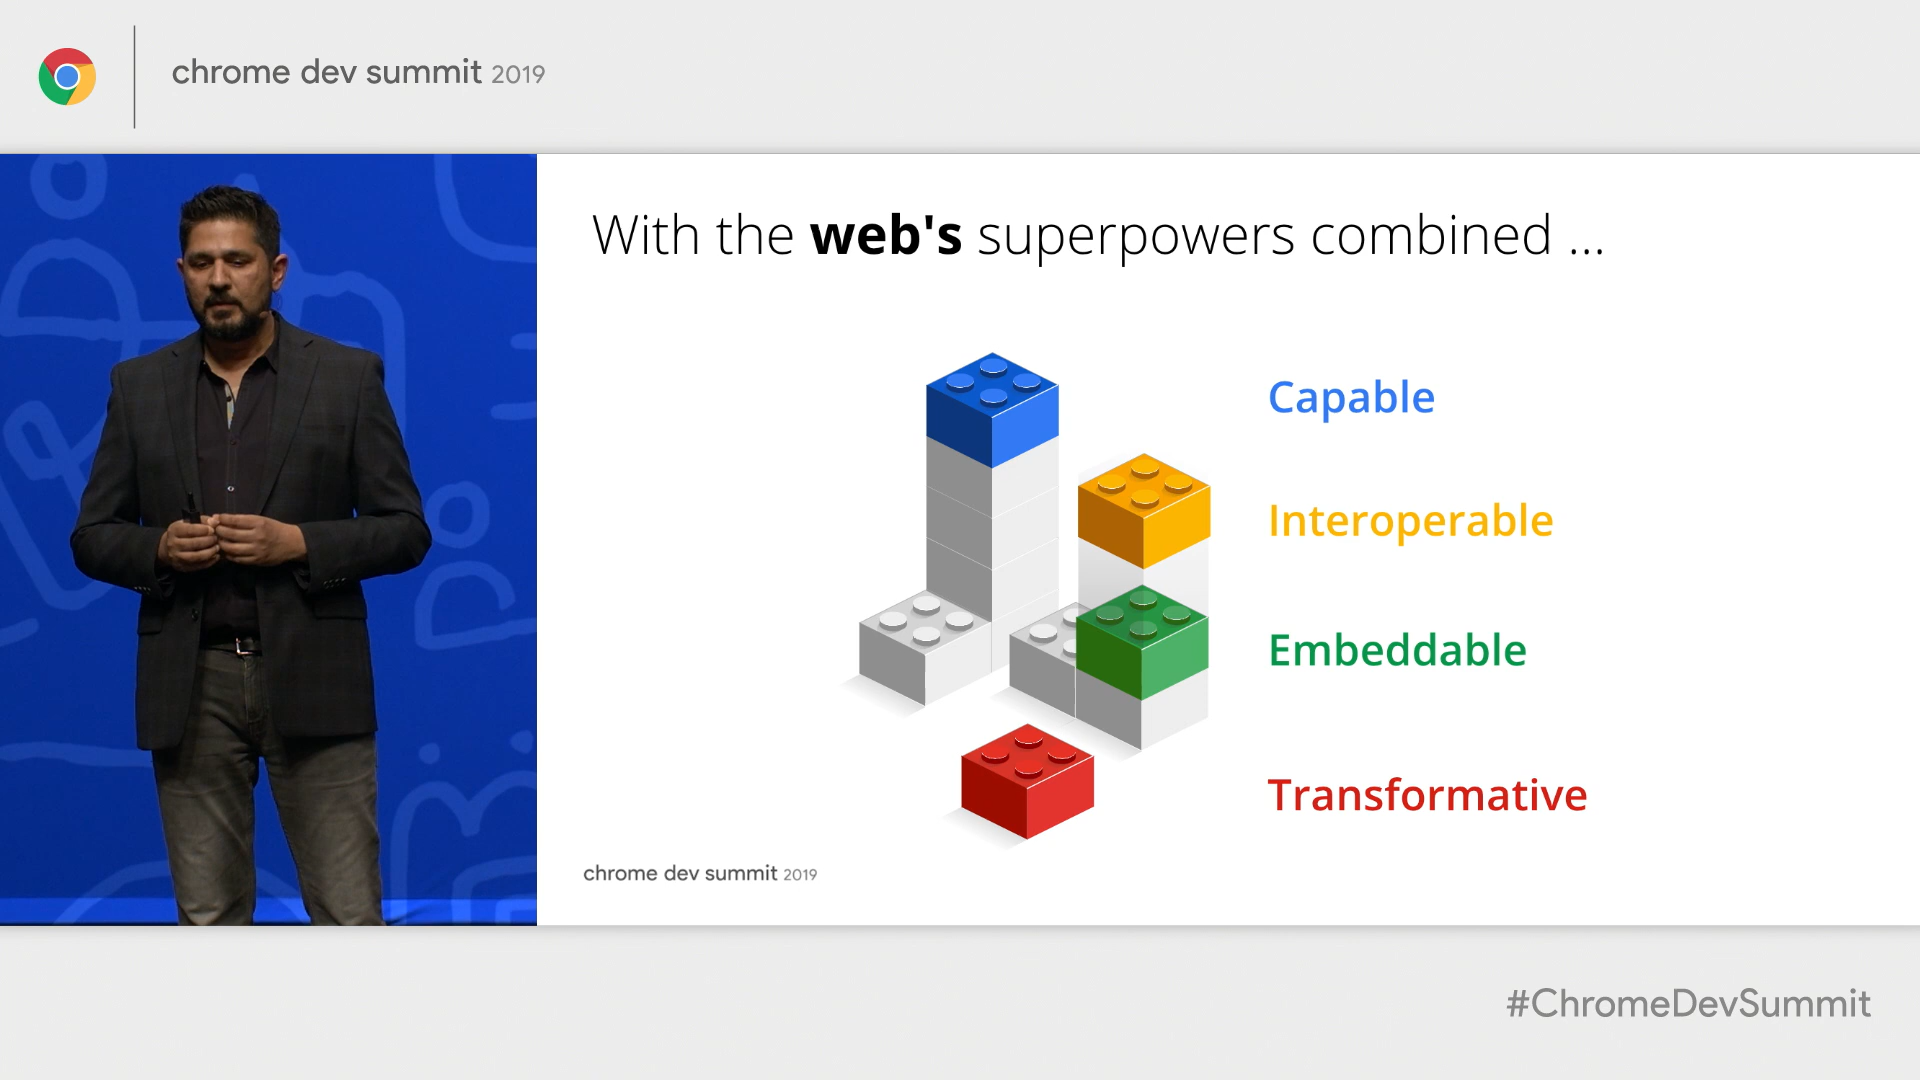 chrome dev summit 2019
With the web's superpowers combined ...
Capable
Interoperable
Embeddable
Transformative
chrome dev summit 2019
#ChromeDevSummit